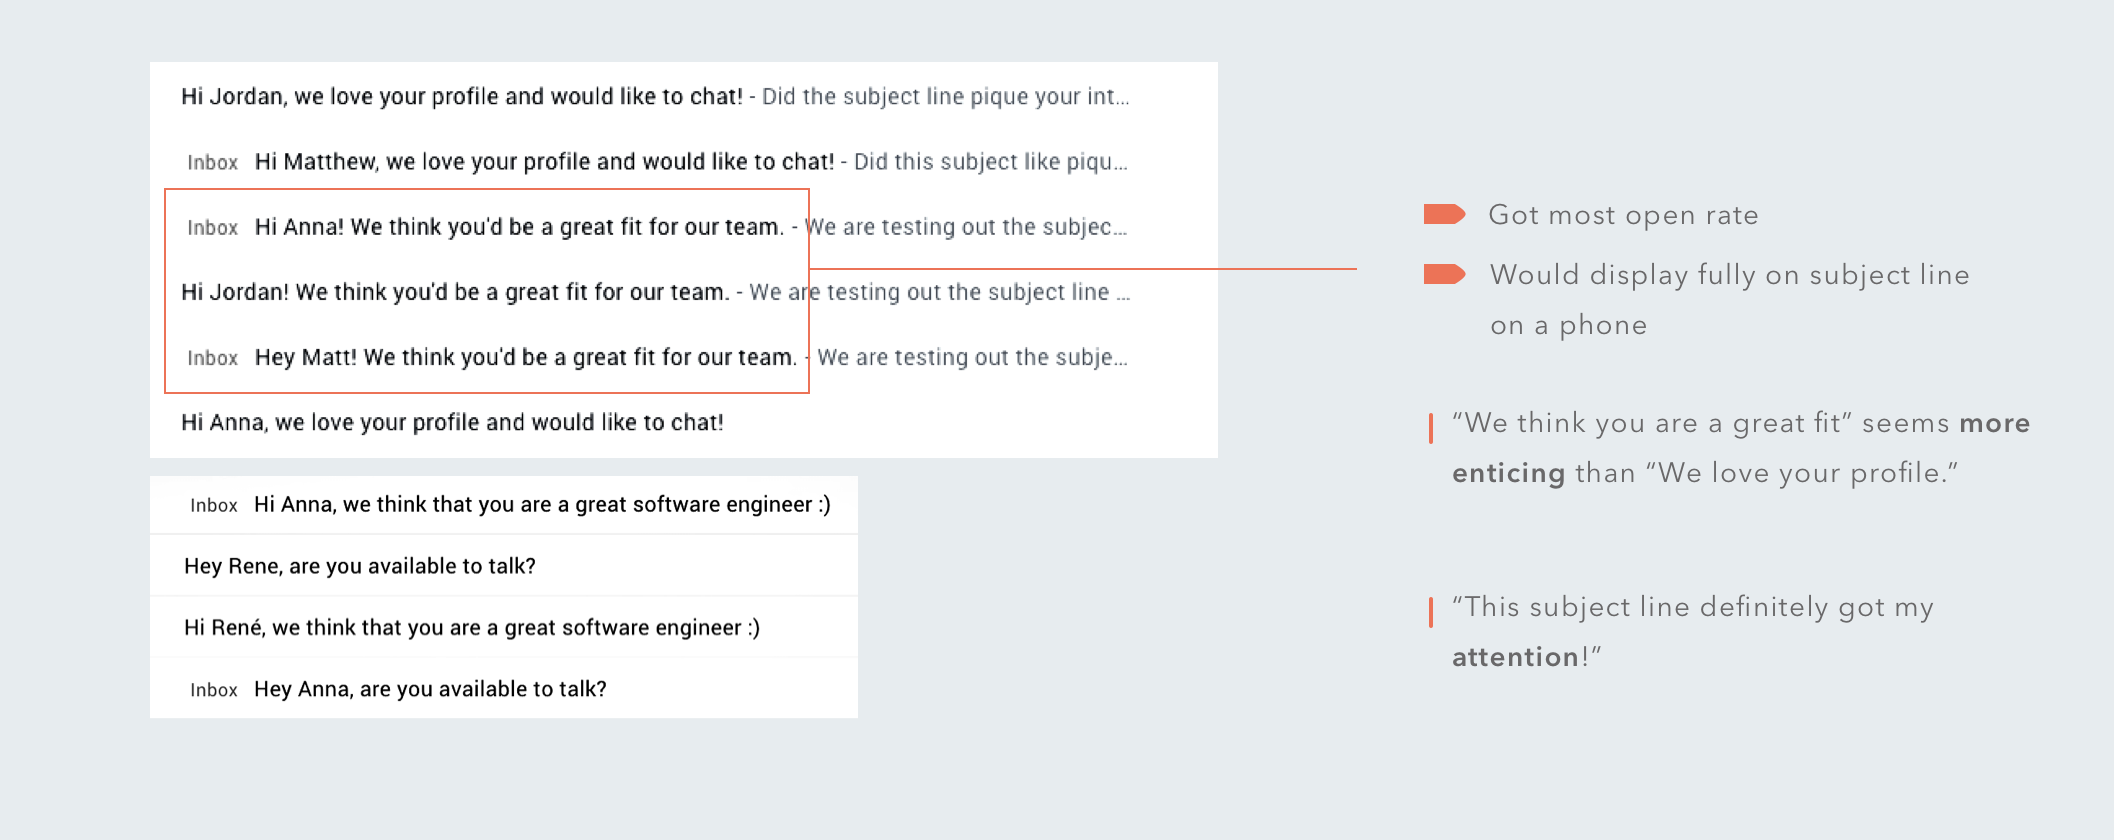 Hi Jordan, we love your profile and would like to chat! - Did the subject line pique your int...
Inbox Hi Matthew, we love your profile and would like to chat! - Did this subject like piqu...
Inbox Hi Anna! We think you'd be a great fit for our team. - We are testing out the subjec...
Hi Jordan! We think you'd be a great fit for our team. - We are testing out the subject line ...
Inbox Hey Matt! We think you'd be a great fit for our team. - We are testing out the subje...
Hi Anna, we love your profile and would like to chat!
Inbox Hi Anna, we think that you are a great software engineer :)
Hey Rene, are you available to talk?
Hi René, we think that you are a great software engineer :)
Inbox Hey Anna, are you available to talk?
Got most open rate
Would display fully on subject line
on a phone
“We think you are a great fit” seems more
enticing than “We love your profile.”
“This subject line definitely got my
attention!”